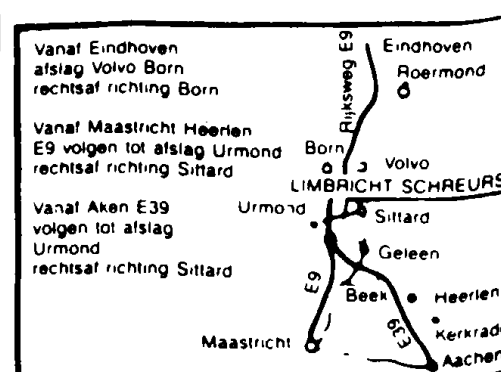 Vanaf Eindhoven
afslag Volvo Born
rechtsaf richting Born
Vanaf Maastricht Heerlen
E9 volgen tot afslag Urmond
rechtsaf richting Sittard
Vanaf Aken E39
volgen tot afslag
Urmond
rechtsaf richting Sittard
Rijksweg E9
Eindhoven
Roermond
Born
Volvo
LIMBRICHT SCHREURS
Urmond
Sittard
Geleen
E9
Beek
Heerlen
E39
Kerkrade
Maastricht
Aachen